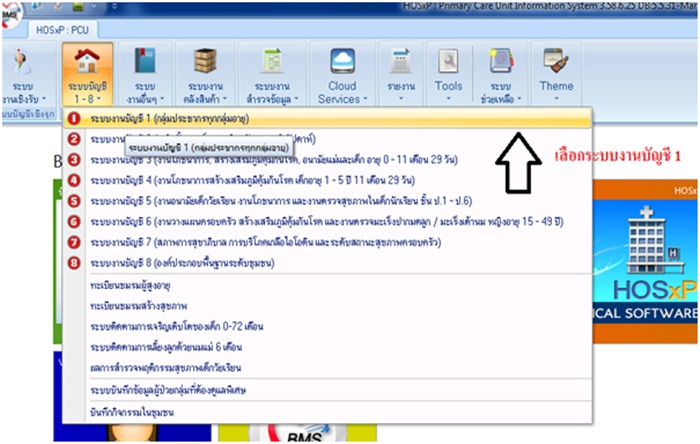 BMS
HOSxP : Primary Care Unit Information System 3.58.6.25 DB:5.5.31-Mar
HOSxP : PCU
ระบบ
งานเชิงรับ
ระบบบัญชี
1 - 8
ระบบ
งานอื่นๆ
ระบบงาน
คลังสินค้า
ระบบงาน
สำรวจข้อมูล
Cloud
Services
รายงาน
Tools
ระบบ
ช่วยเหลือ
Theme
1 ระบบงานบัญชี 1 (กลุ่มประชากรทุกกลุ่มอายุ)
2 ระบบงาน
ระบบงานบัญชี 1 (กลุ่มประชากรทุกกลุ่มอายุ)
3 ระบบงานบัญชี 3 (งานโภชนาการ, สร้างเสริมภูมิคุ้มกันโรค, อนามัยแม่และเด็ก อายุ 0 - 11 เดือน 29 วัน)
4 ระบบงานบัญชี 4 (งานโภชนาการ สร้างเสริมภูมิคุ้มกันโรค เด็กอายุ 1 - 5 ปี 11 เดือน 29 วัน)
5 ระบบงานบัญชี 5 (งานอนามัยเด็กวัยเรียน งานโภชนาการ และงานตรวจสุขภาพในเด็กนักเรียน ชั้น ป.1 - ป.6)
6 ระบบงานบัญชี 6 (งานวางแผนครอบครัว สร้างเสริมภูมิคุ้มกันโรค และงานตรวจมะเร็งปากมดลูก / มะเร็งเต้านม หญิงอายุ 15 - 49 ปี)
7 ระบบงานบัญชี 7 (สภาพการสุขาภิบาล การบริโภคเกลือไอโอดีน และระดับสถานะสุขภาพครอบครัว)
8 ระบบงานบัญชี 8 (องค์ประกอบพื้นฐานระดับชุมชน)
เลือกระบบงานบัญชี 1
ทะเบียนชมรมผู้สูงอายุ
ทะเบียนชมรมสร้างสุขภาพ
ระบบติดตามการเจริญเติบโตของเด็ก 0-72 เดือน
ระบบติดตามการเลี้ยงลูกด้วยนมแม่ 6 เดือน
ผลการสำรวจพฤติกรรมสุขภาพเด็กวัยเรียน
ระบบบันทึกข้อมูลผู้ป่วยกลุ่มที่ต้องดูแลพิเศษ
บันทึกกิจกรรมในชุมชน
HOSx
H
HOSxP
ICAL SOFTWARE
BMS